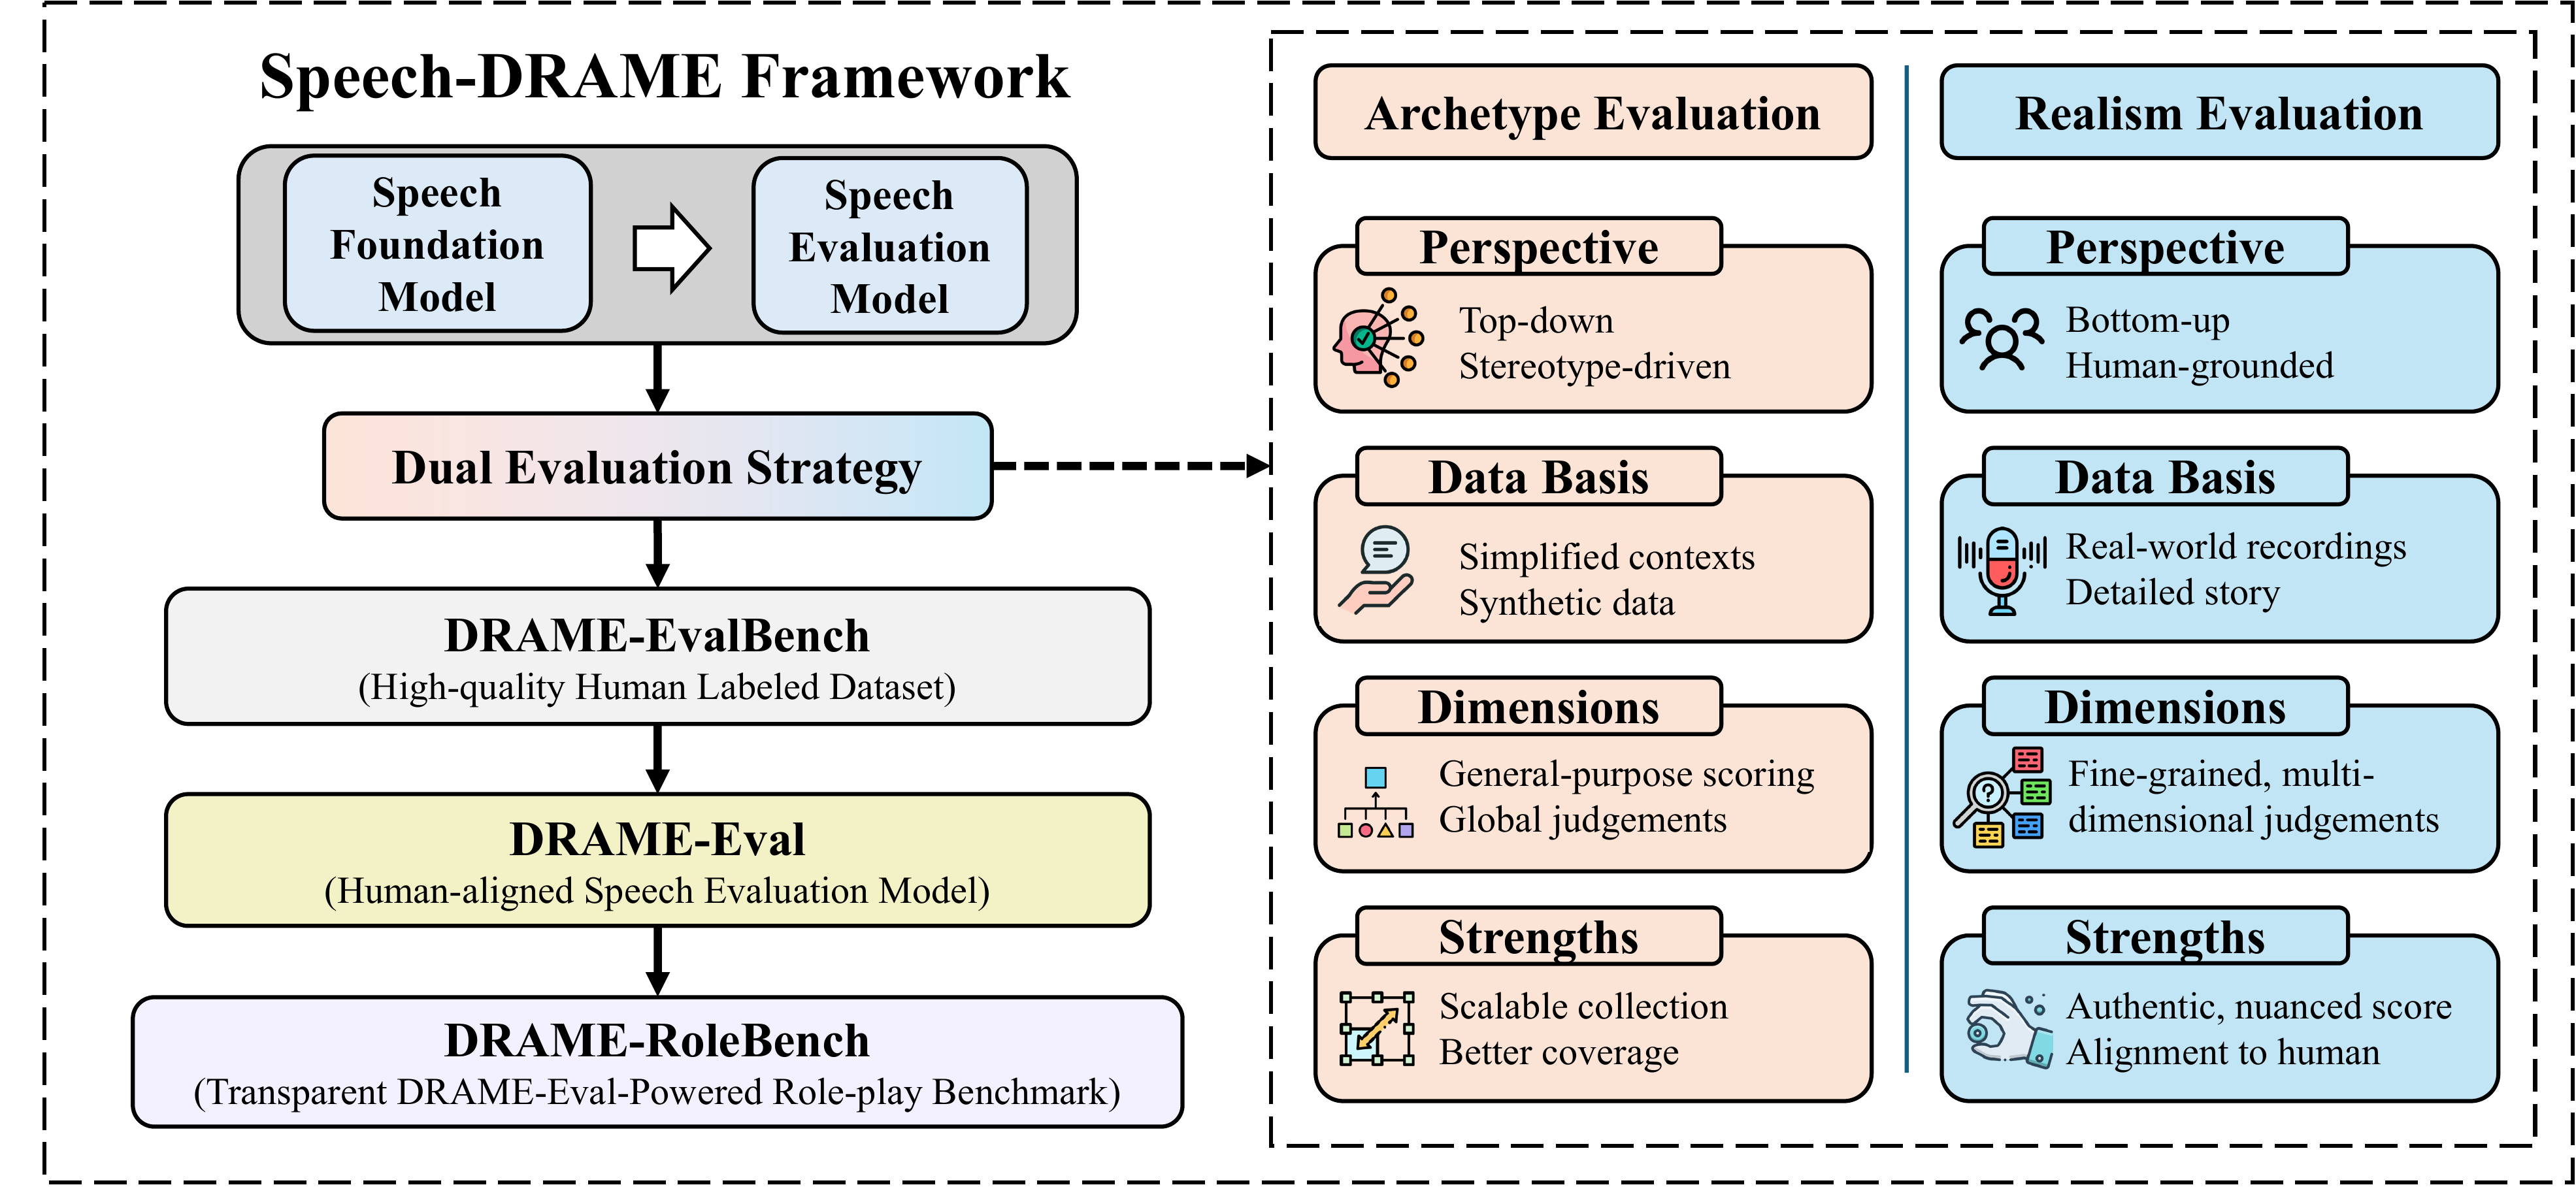 Speech-DRAME Framework
Speech
Foundation
Model
Speech
Evaluation
Model
Dual Evaluation Strategy
DRAME-EvalBench
(High-quality Human Labeled Dataset)
DRAME-Eval
(Human-aligned Speech Evaluation Model)
DRAME-RoleBench
(Transparent DRAME-Eval-Powered Role-play Benchmark)
Archetype Evaluation
Perspective
Top-down
Stereotype-driven
Data Basis
Simplified contexts
Synthetic data
Dimensions
General-purpose scoring
Global judgements
Strengths
Scalable collection
Better coverage
Realism Evaluation
Perspective
Bottom-up
Human-grounded
Data Basis
Real-world recordings
Detailed story
Dimensions
?
Fine-grained, multi-
dimensional judgements
Strengths
Authentic, nuanced score
Alignment to human